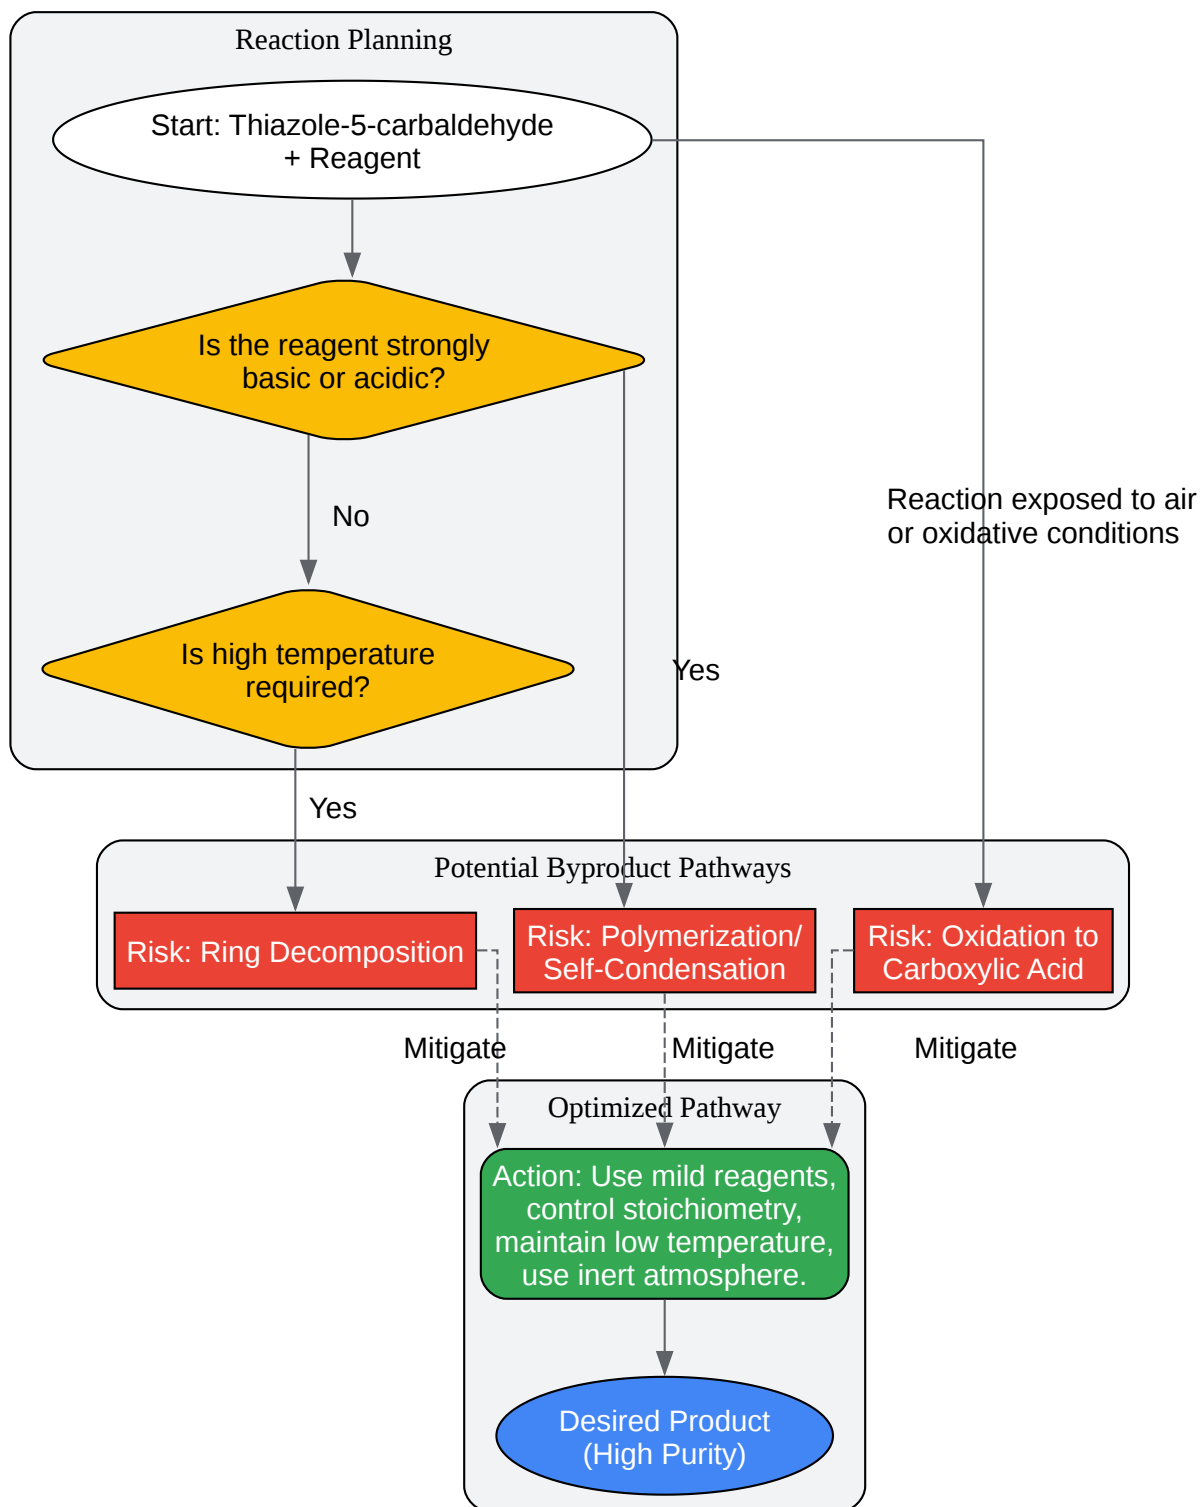 Reaction Planning
Start: Thiazole-5-carbaldehyde
+ Reagent
Is the reagent strongly
basic or acidic?
Reaction exposed to air
or oxidative conditions
No
Is high temperature
required?
Yes
Yes
Potential Byproduct Pathways
Risk: Ring Decomposition
Risk: Polymerization/
Self-Condensation
Risk: Oxidation to
Carboxylic Acid
Mitigate
Mitigate
Mitigate
Optimized Pathway
Action: Use mild reagents,
control stoichiometry,
maintain low temperature,
use inert atmosphere.
Desired Product
(High Purity)